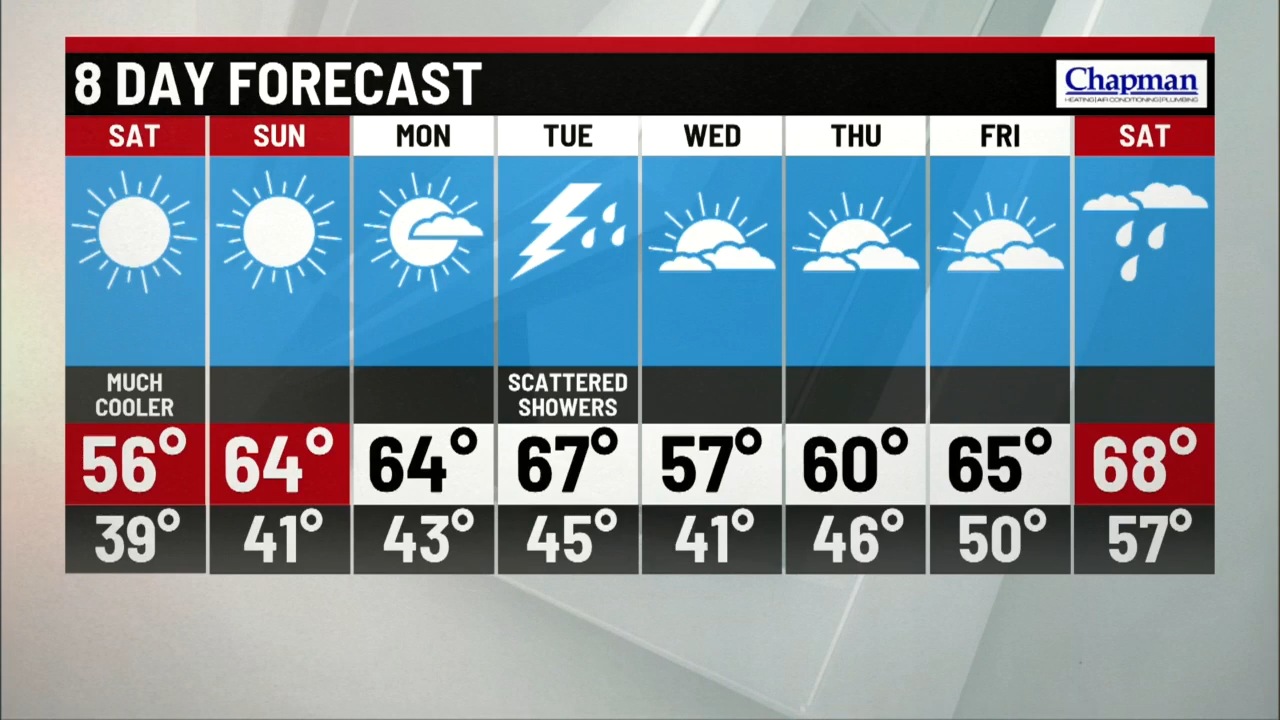 8 DAY FORECAST
Chapman
HEATING|AIR CONDITIONING|PLUMBING
SAT SUN MON TUE WED THU FRI SAT
MUCH
COOLER
SCATTERED
SHOWERS
56° 64° 64° 67° 57° 60° 65° 68°
39° 41° 43° 45° 41° 46° 50° 57°